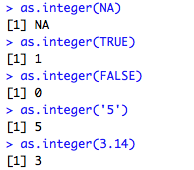 > as.integer(NA)
[1] NA
> as.integer(TRUE)
[1] 1
> as.integer(FALSE)
[1] 0
> as.integer('5')
[1] 5
> as.integer(3.14)
[1] 3